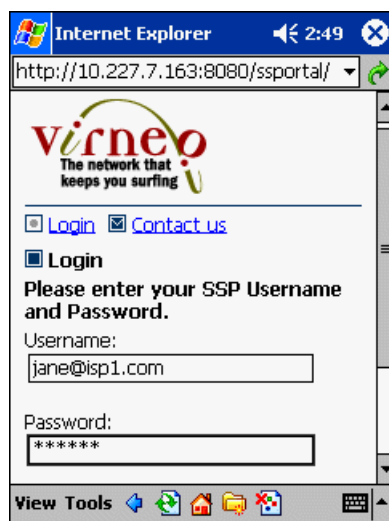 Internet Explorer 2:49
http://10.227.7.163:8080/ssportal/
Virneo
The network that
keeps you surfing
Login Contact us
Login
Please enter your SSP Username
and Password.
Username:
jane@isp1.com
Password:
******
View Tools